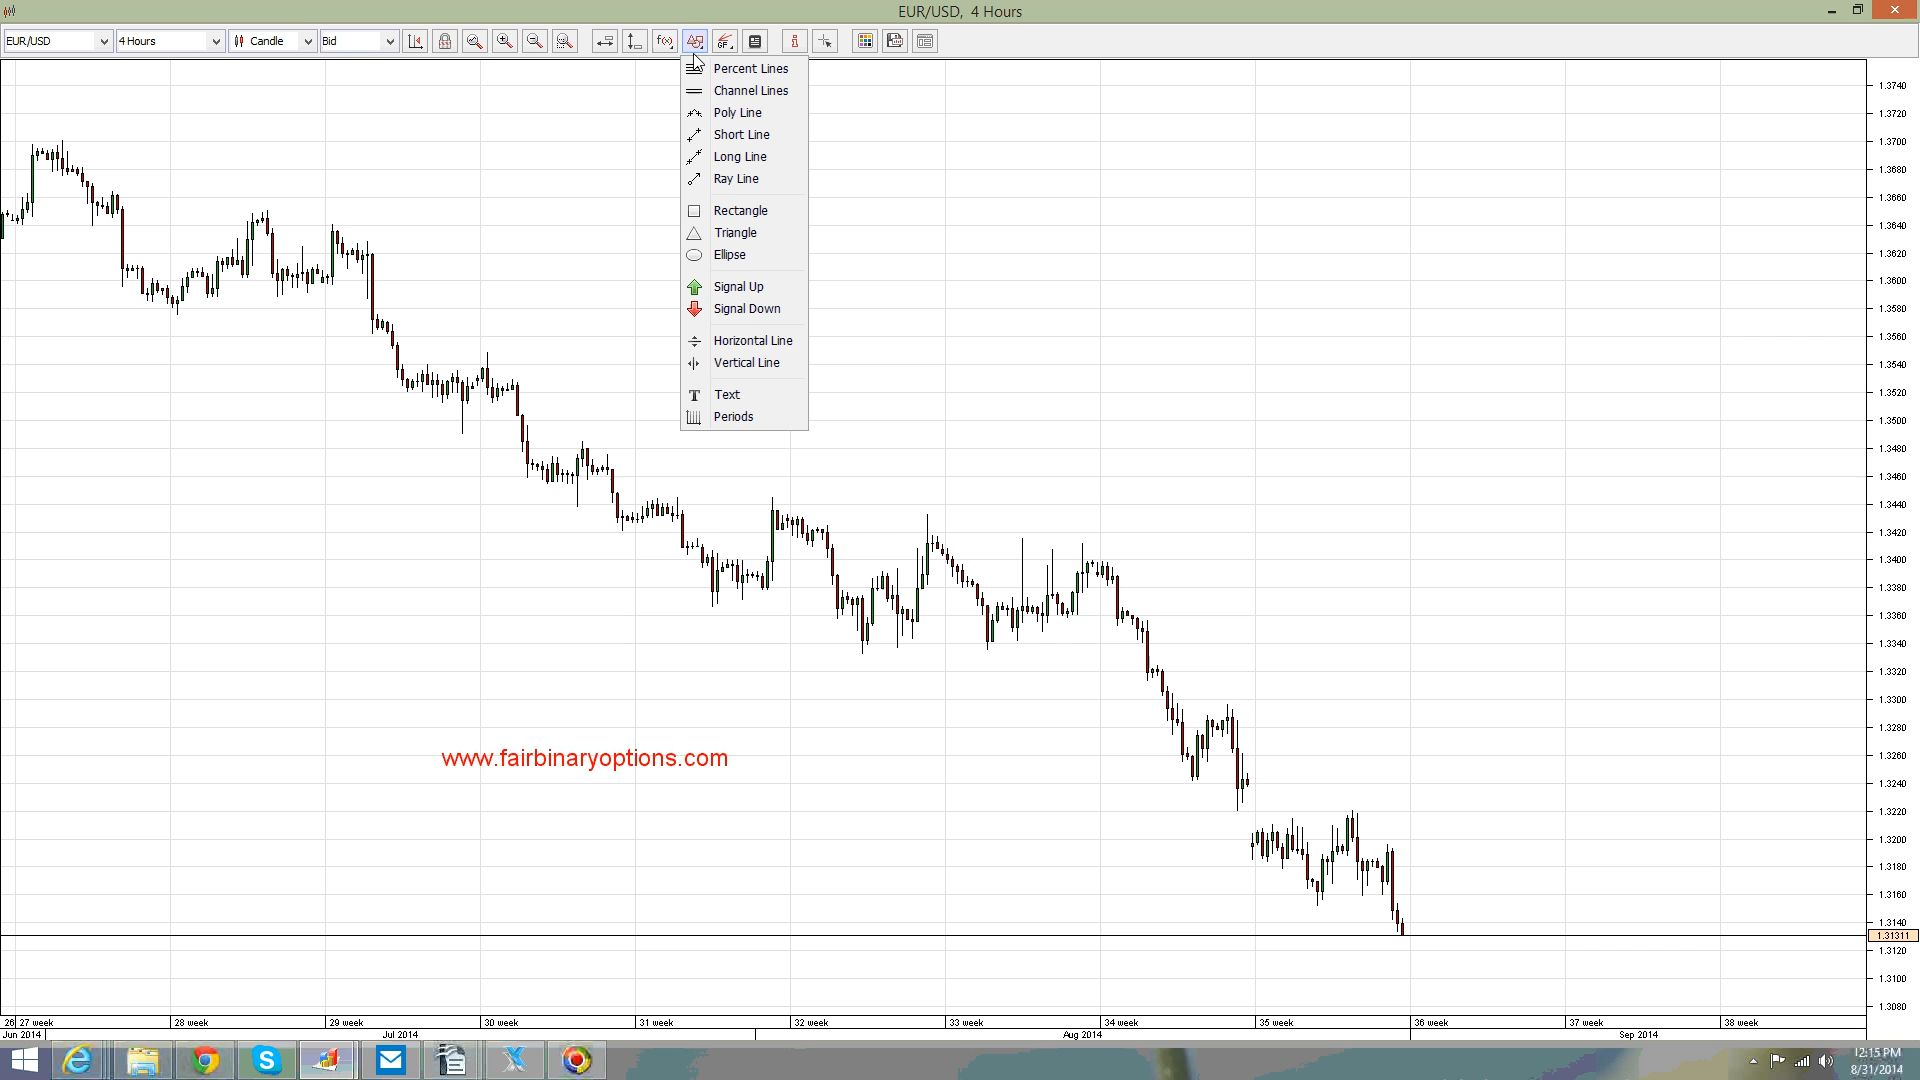 EUR/USD, 4 Hours
EUR/USD 4 Hours Candle Bid f(x) GF
Percent Lines
Channel Lines
Poly Line
Short Line
Long Line
Ray Line
Rectangle
Triangle
Ellipse
Signal Up
Signal Down
Horizontal Line
Vertical Line
Text
Periods
www.fairbinaryoptions.com
1.3740
1.3720
1.3700
1.3680
1.3660
1.3640
1.3620
1.3600
1.3580
1.3560
1.3540
1.3520
1.3500
1.3480
1.3460
1.3440
1.3420
1.3400
1.3380
1.3360
1.3340
1.3320
1.3300
1.3280
1.3260
1.3240
1.3220
1.3200
1.3180
1.3160
1.3140
1.31311
1.3120
1.3100
1.3080
26 27 week 28 week 29 week 30 week 31 week 32 week 33 week 34 week 35 week 36 week 37 week 38 week
Jun 2014 Jul 2014 Aug 2014 Sep 2014
12:15 PM
8/31/2014